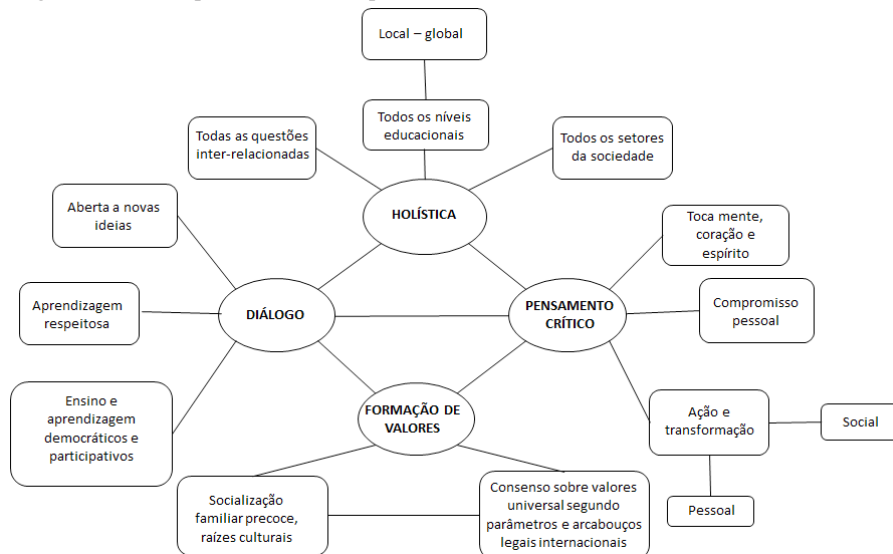 Local – global
Todos os níveis
educacionais
Todas as questões
inter-relacionadas
Todos os setores
da sociedade
HOLÍSTICA
Aberta a novas
ideias
Toca mente,
coração e
espírito
Aprendizagem
respeitosa
DIÁLOGO
PENSAMENTO
CRÍTICO
Compromisso
pessoal
Ensino e
aprendizagem
democráticos e
participativos
FORMAÇÃO DE
VALORES
Ação e
transformação
Social
Pessoal
Socialização
familiar precoce,
raízes culturais
Consenso sobre valores
universal segundo
parâmetros e arcabouços
legais internacionais